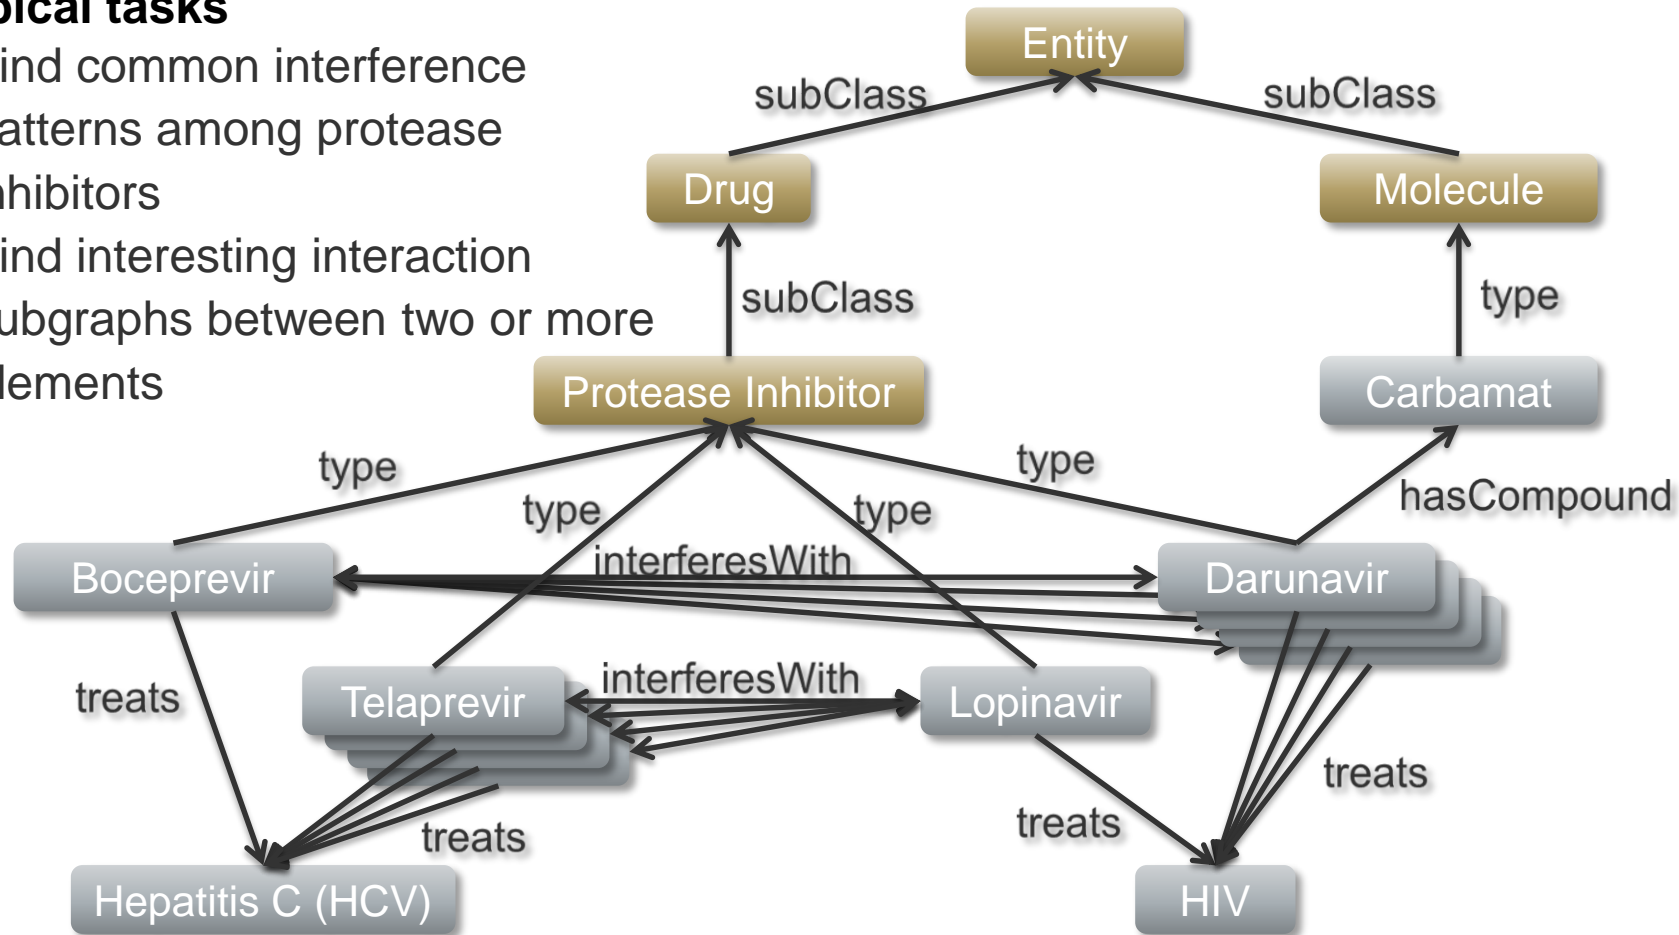 pical tasks
ind common interference
atterns among protease
nhibitors
ind interesting interaction
ubgraphs between two or more
lements
Entity
subClass
subClass
Drug
Molecule
subClass
type
Protease Inhibitor
Carbamat
type
type
type
type
hasCompound
Boceprevir
interferesWith
Darunavir
treats
Telaprevir
interferesWith
Lopinavir
treats
treats
treats
Hepatitis C (HCV)
HIV